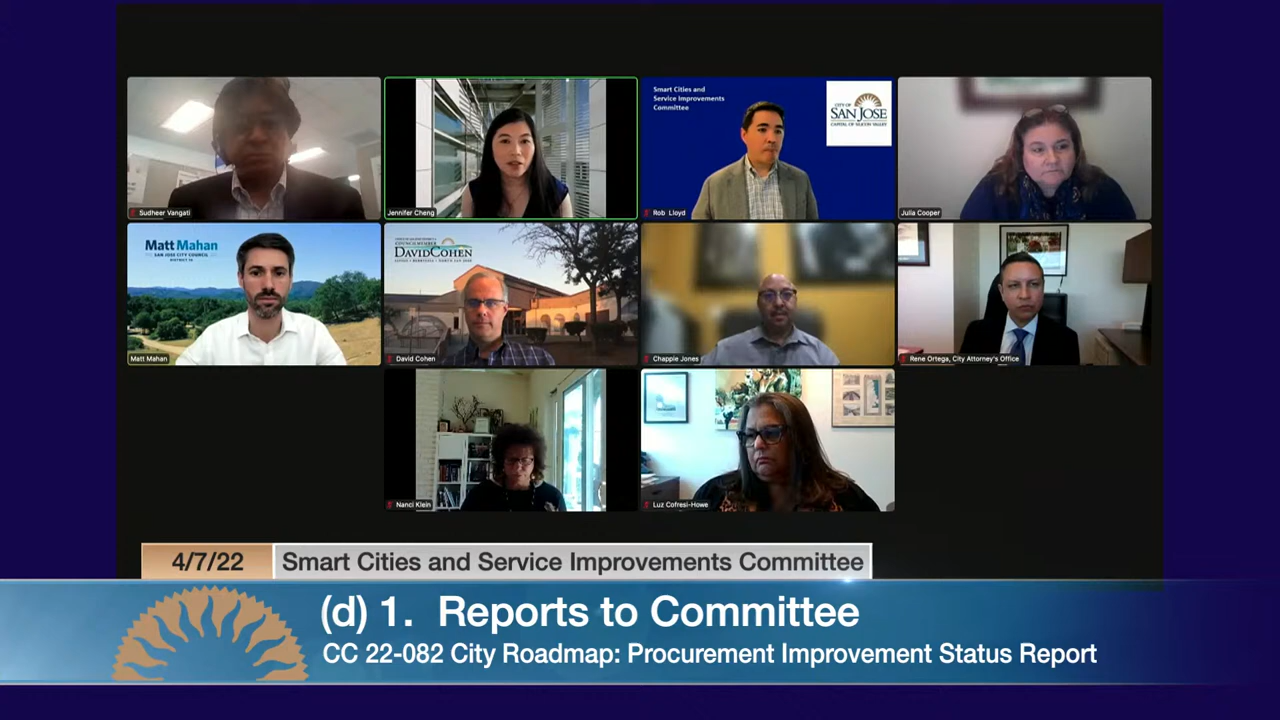 Smart Cities and
Service Improvements
Committee
CITY OF
SAN JOSE
CAPITAL OF SILICON VALLEY
Sudheer Vangati
Jennifer Cheng
Rob Lloyd
Julia Cooper
Matt Mahan
SAN JOSE CITY COUNCIL
DISTRICT 10
COUNCILMEMBER
DAVID COHEN
Matt Mahan
David Cohen
Chappie Jones
Rene Ortega, City Attorney's Office
Nanci Klein
Luz Cofresí-Howe
4/7/22
Smart Cities and Service Improvements Committee
(d) 1. Reports to Committee
CC 22-082 City Roadmap: Procurement Improvement Status Report